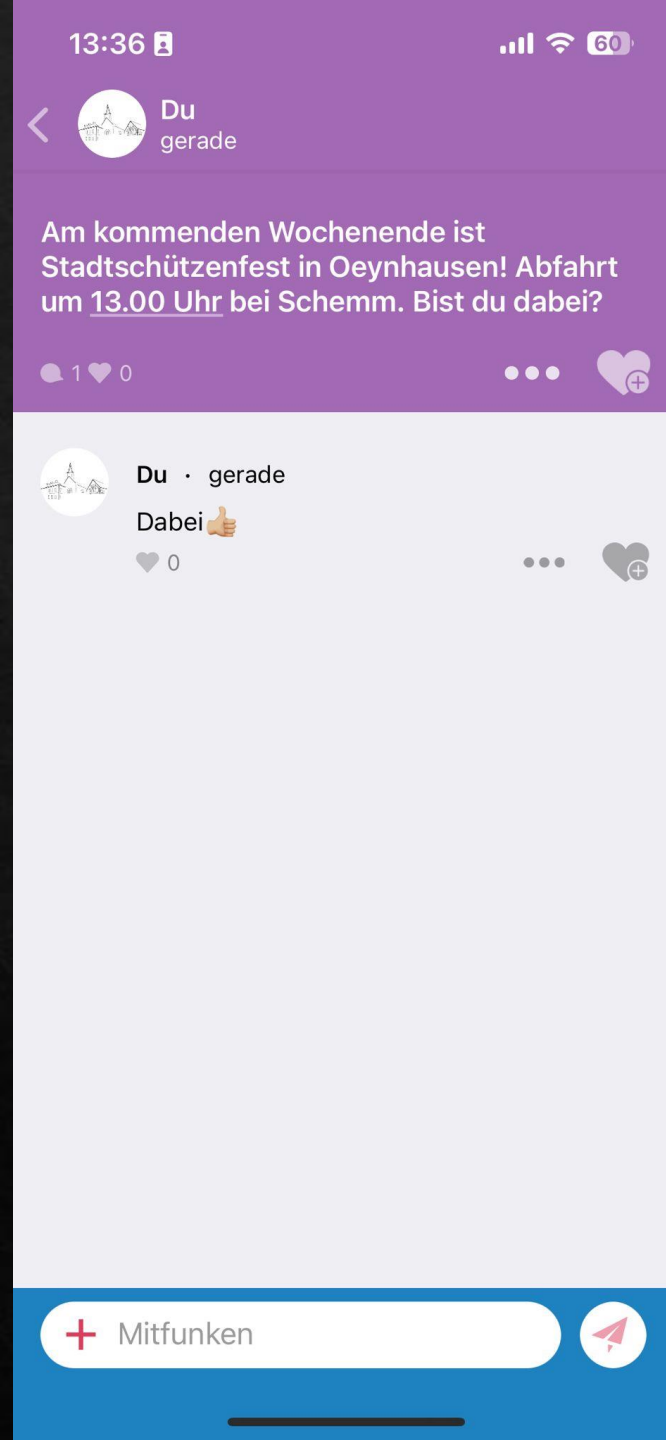 13:36
60
Du
gerade
Am kommenden Wochenende ist
Stadtschützenfest in Oeynhausen! Abfahrt
um 13.00 Uhr bei Schemm. Bist du dabei?
1 0
Du · gerade
Dabei👍🏼
0
Mitfunken